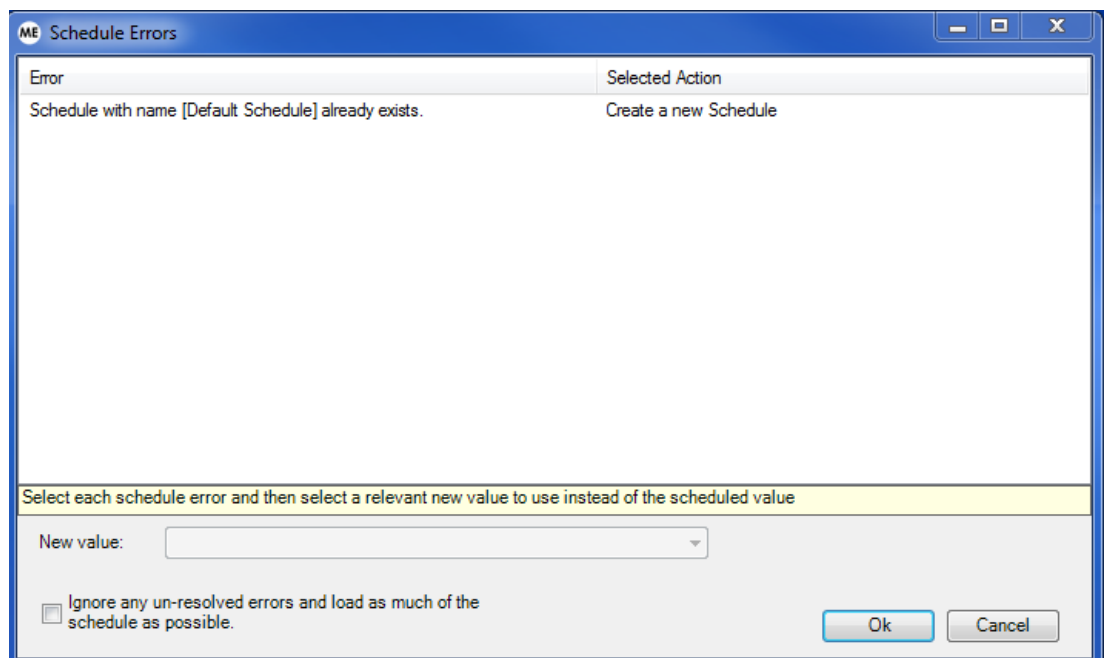 ME Schedule Errors
Error Selected Action
Schedule with name [Default Schedule] already exists. Create a new Schedule
Select each schedule error and then select a relevant new value to use instead of the scheduled value
New value:
Ignore any un-resolved errors and load as much of the
schedule as possible.
Ok Cancel